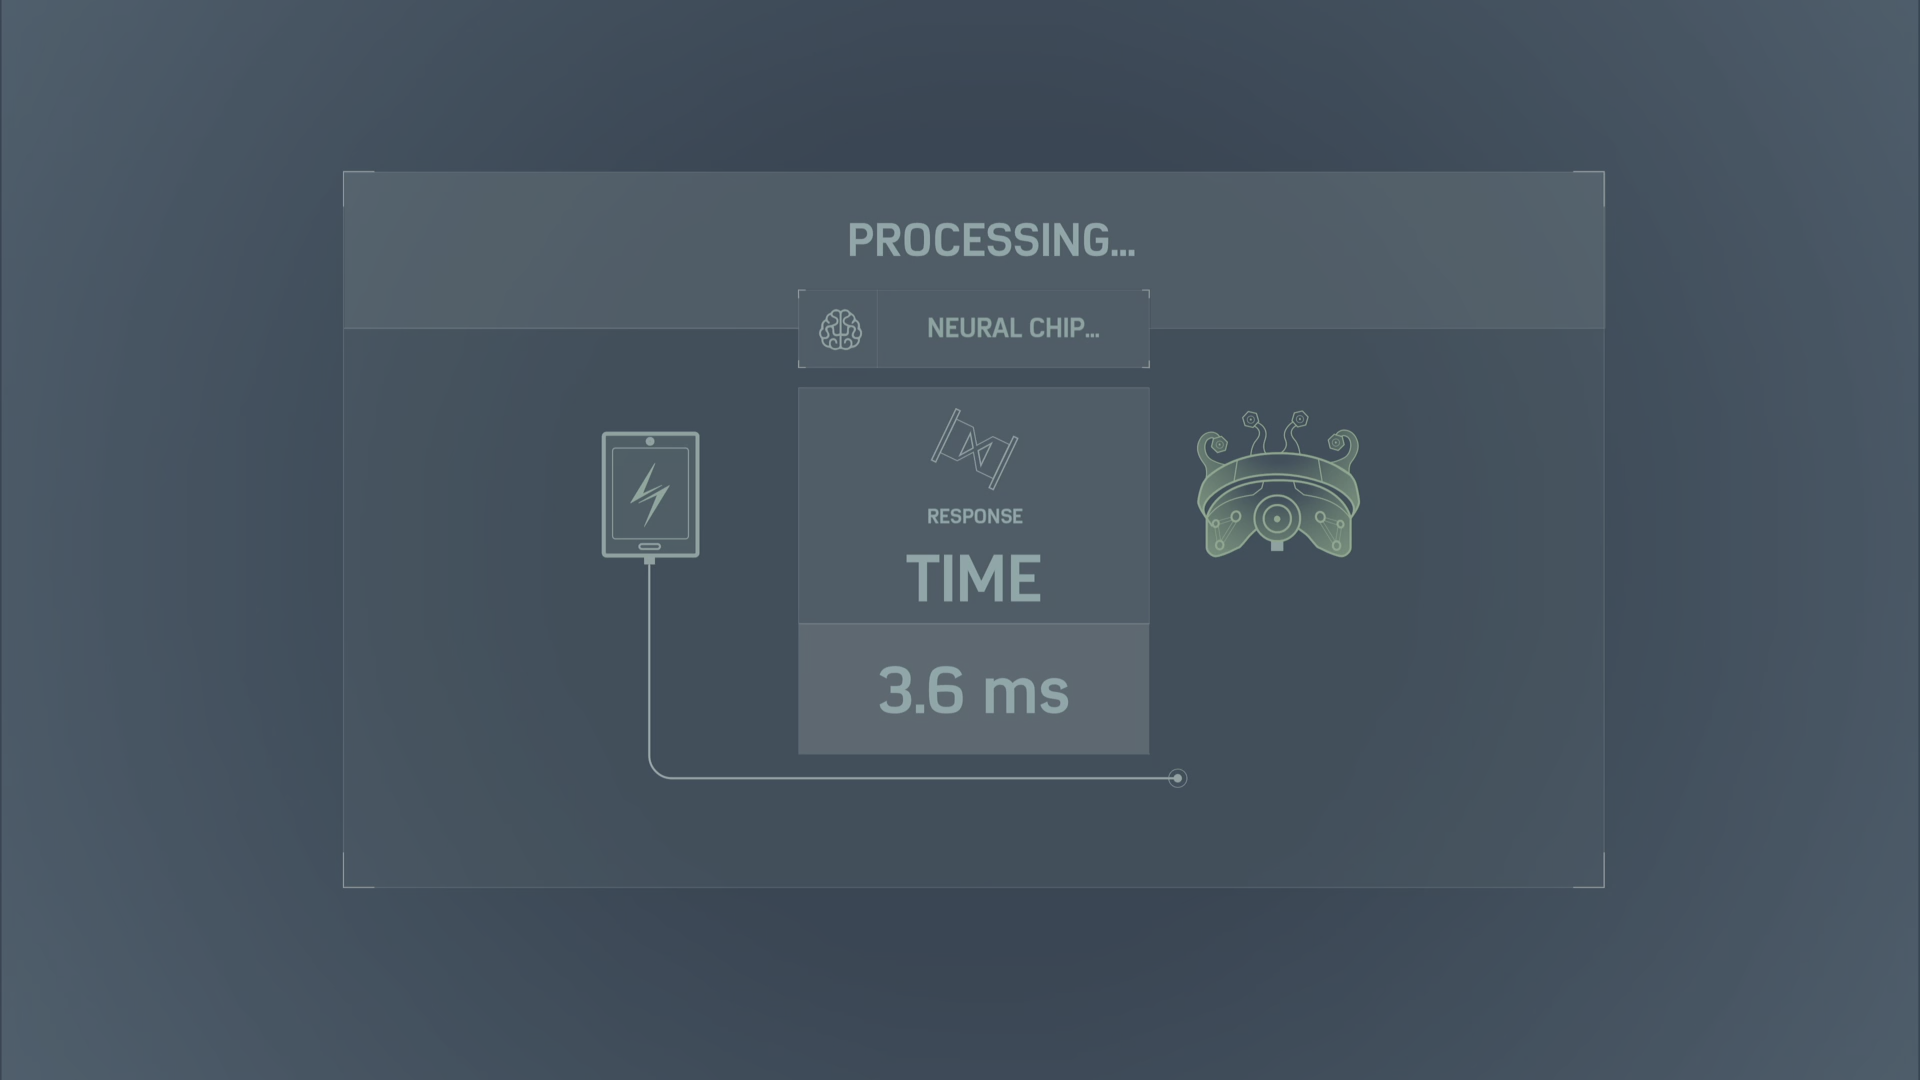 PROCESSING...
NEURAL CHIP...
RESPONSE
TIME
3.6 ms